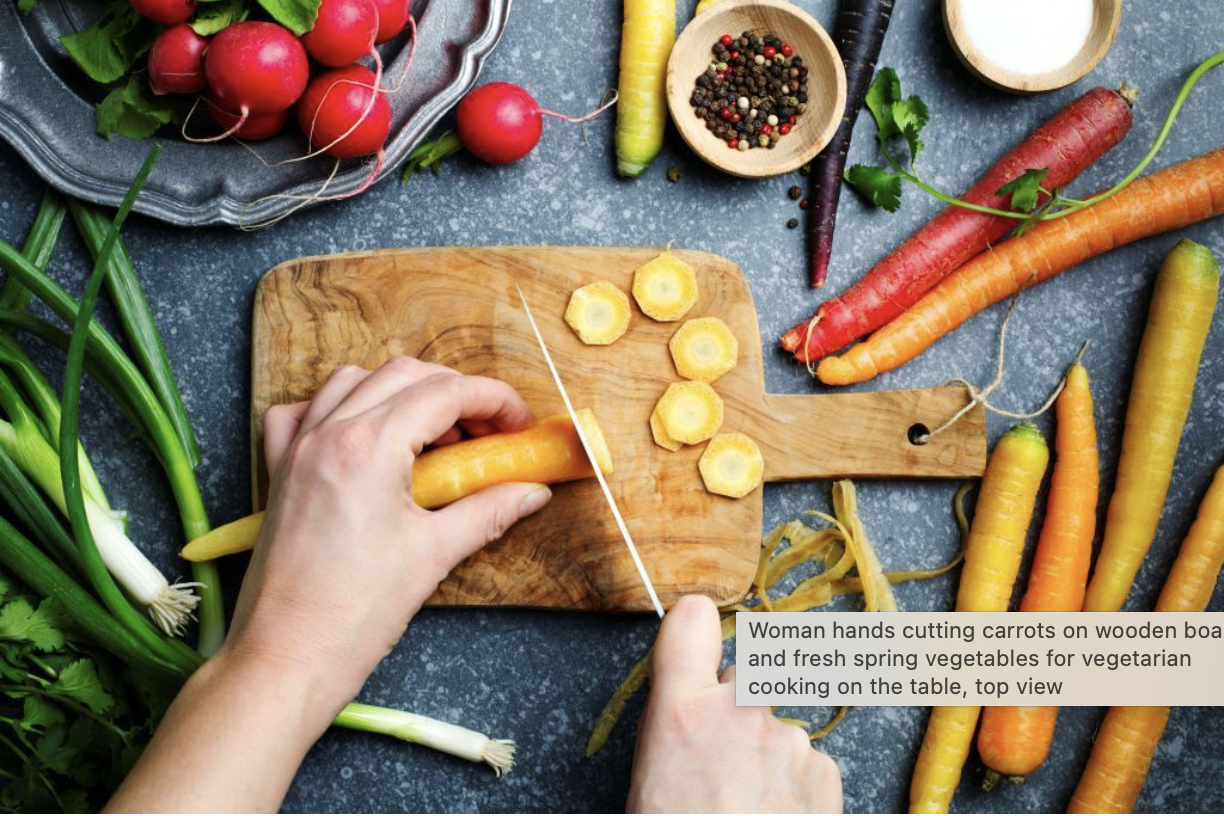 Woman hands cutting carrots on wooden boa
and fresh spring vegetables for vegetarian
cooking on the table, top view